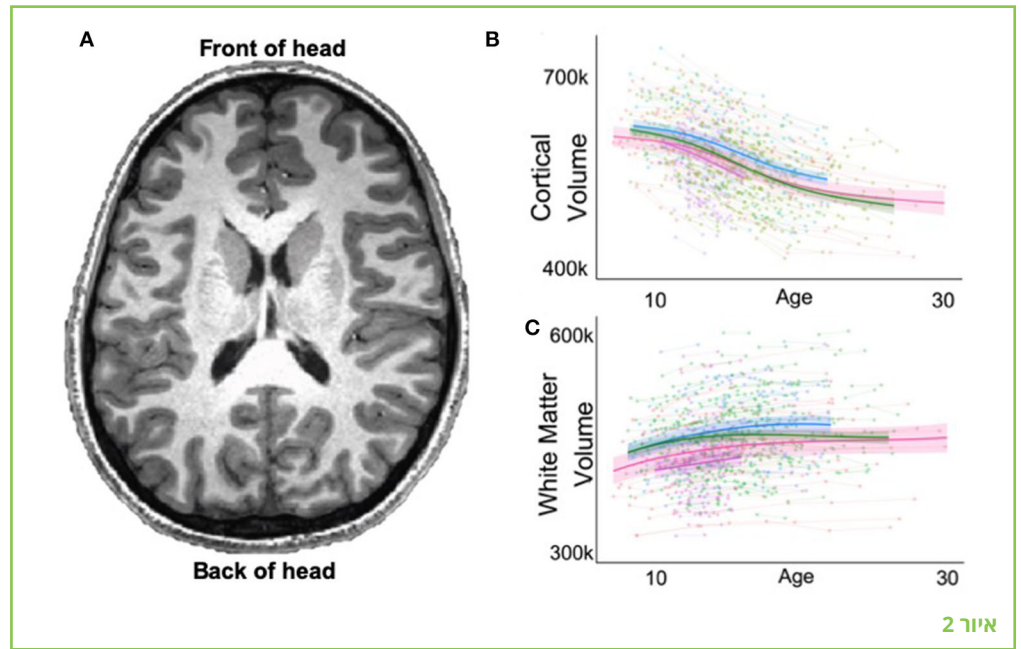 A
Front of head
Back of head
B
700k
Cortical
Volume
400k
10
Age
30
C
600k
White Matter
Volume
300k
10
Age
30
איור 2